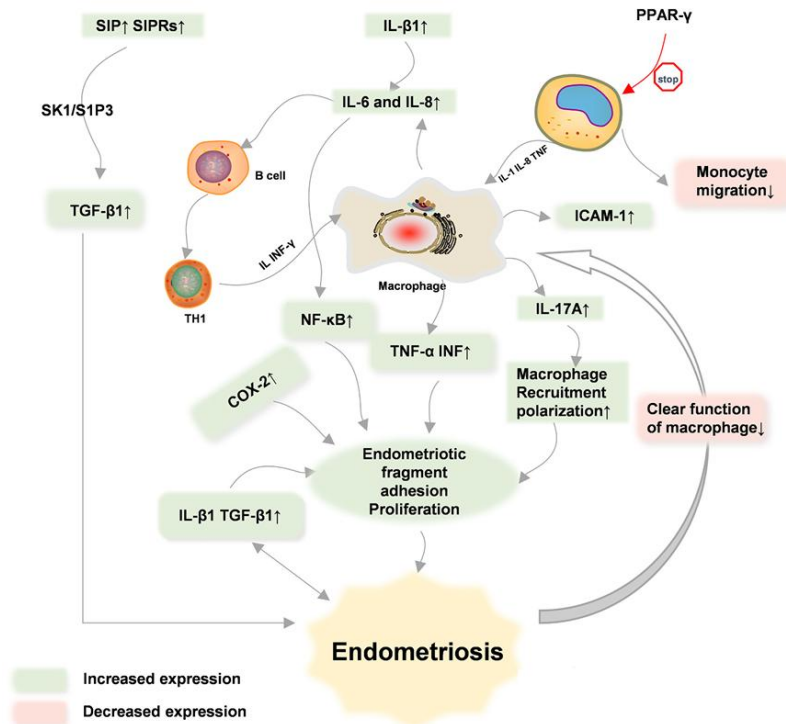 SIP↑ SIPRs↑
IL-β1↑
PPAR-γ
stop
SK1/S1P3
IL-6 and IL-8↑
B cell
IL-1 IL-8 TNF
Monocyte
migration↓
TGF-β1↑
ICAM-1↑
IL INF-γ
TH1
Macrophage
NF-κB↑
IL-17A↑
TNF-α INF↑
COX-2↑
Macrophage
Recruitment
polarization↑
Clear function
of macrophage↓
Endometriotic
fragment
adhesion
Proliferation
IL-β1 TGF-β1↑
Endometriosis
Increased expression
Decreased expression